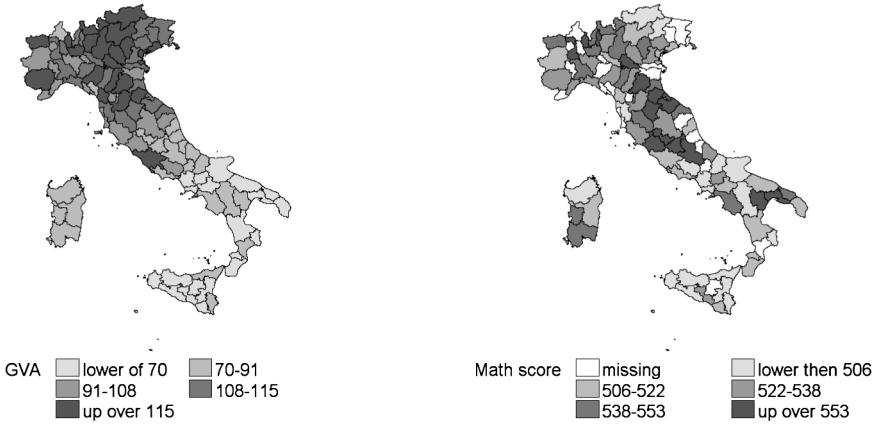 GVA lower of 70 70-91
91-108 108-115
up over 115
Math score missing lower then 506
506-522 522-538
538-553 up over 553